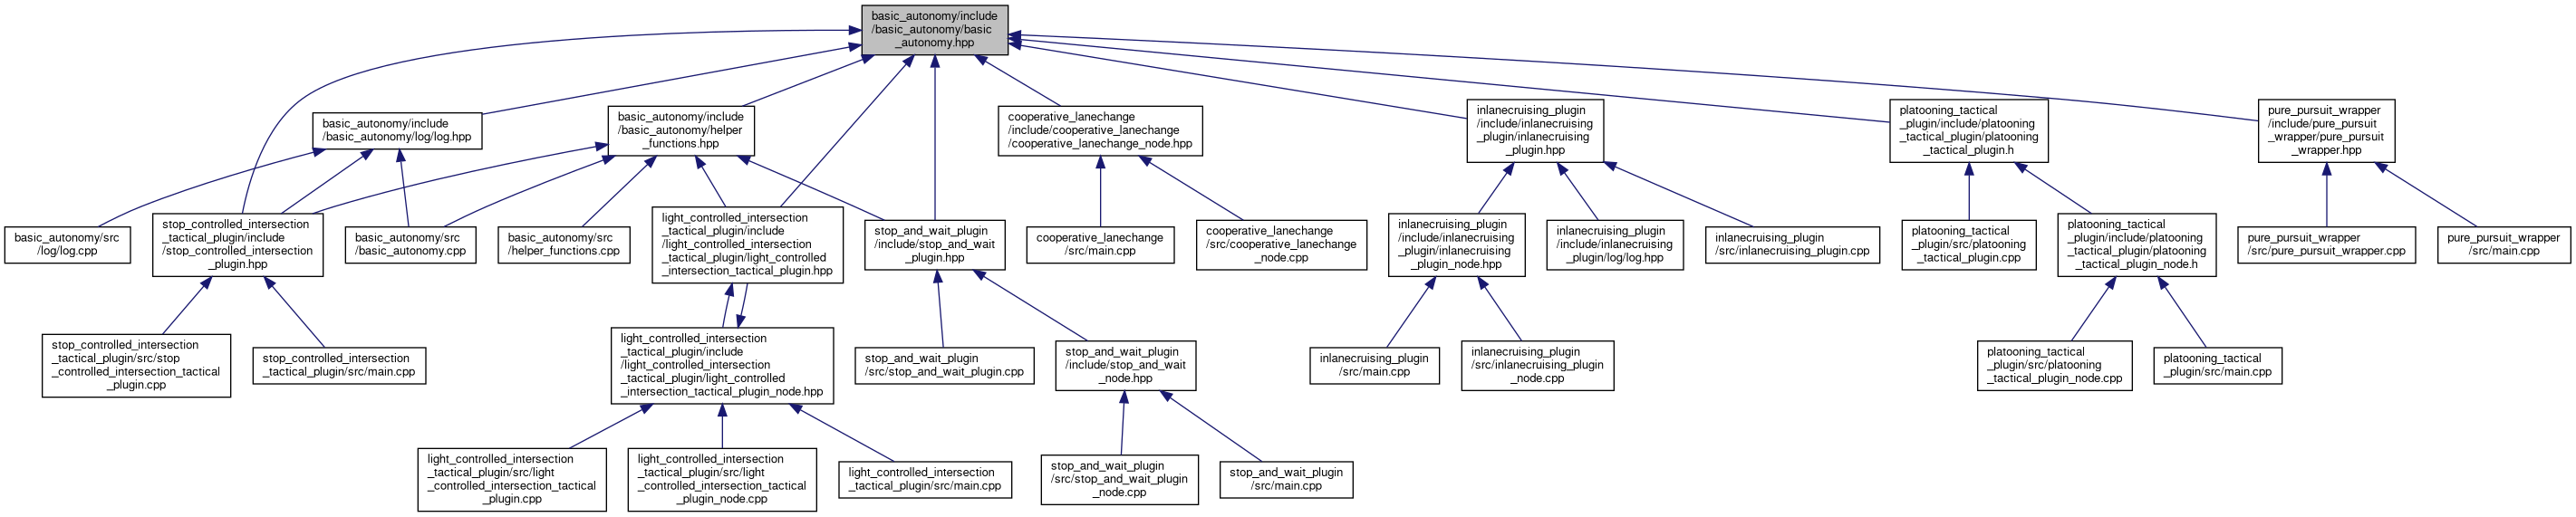 basic_autonomy/include
/basic_autonomy/basic
_autonomy.hpp
basic_autonomy/include
/basic_autonomy/log/log.hpp
basic_autonomy/include
/basic_autonomy/helper
_functions.hpp
cooperative_lanechange
/include/cooperative_lanechange
/cooperative_lanechange_node.hpp
inlanecruising_plugin
/include/inlanecruising
_plugin/inlanecruising
_plugin.hpp
platooning_tactical
_plugin/include/platooning
_tactical_plugin/platooning
_tactical_plugin.h
pure_pursuit_wrapper
/include/pure_pursuit
_wrapper/pure_pursuit
_wrapper.hpp
basic_autonomy/src
/log/log.cpp
stop_controlled_intersection
_tactical_plugin/include
/stop_controlled_intersection
_plugin.hpp
basic_autonomy/src
/basic_autonomy.cpp
basic_autonomy/src
/helper_functions.cpp
light_controlled_intersection
_tactical_plugin/include
/light_controlled_intersection
_tactical_plugin/light_controlled
_intersection_tactical_plugin.hpp
stop_and_wait_plugin
/include/stop_and_wait
_plugin.hpp
cooperative_lanechange
/src/main.cpp
cooperative_lanechange
/src/cooperative_lanechange
_node.cpp
inlanecruising_plugin
/include/inlanecruising
_plugin/inlanecruising
_plugin_node.hpp
inlanecruising_plugin
/include/inlanecruising
_plugin/log/log.hpp
inlanecruising_plugin
/src/inlanecruising_plugin.cpp
platooning_tactical
_plugin/src/platooning
_tactical_plugin.cpp
platooning_tactical
_plugin/include/platooning
_tactical_plugin/platooning
_tactical_plugin_node.h
pure_pursuit_wrapper
/src/pure_pursuit_wrapper.cpp
pure_pursuit_wrapper
/src/main.cpp
stop_controlled_intersection
_tactical_plugin/src/stop
_controlled_intersection_tactical
_plugin.cpp
stop_controlled_intersection
_tactical_plugin/src/main.cpp
light_controlled_intersection
_tactical_plugin/include
/light_controlled_intersection
_tactical_plugin/light_controlled
_intersection_tactical_plugin_node.hpp
stop_and_wait_plugin
/src/stop_and_wait_plugin.cpp
stop_and_wait_plugin
/include/stop_and_wait
_node.hpp
inlanecruising_plugin
/src/main.cpp
inlanecruising_plugin
/src/inlanecruising_plugin
_node.cpp
platooning_tactical
_plugin/src/platooning
_tactical_plugin_node.cpp
platooning_tactical
_plugin/src/main.cpp
light_controlled_intersection
_tactical_plugin/src/light
_controlled_intersection_tactical
_plugin.cpp
light_controlled_intersection
_tactical_plugin/src/light
_controlled_intersection_tactical
_plugin_node.cpp
light_controlled_intersection
_tactical_plugin/src/main.cpp
stop_and_wait_plugin
/src/stop_and_wait_plugin
_node.cpp
stop_and_wait_plugin
/src/main.cpp